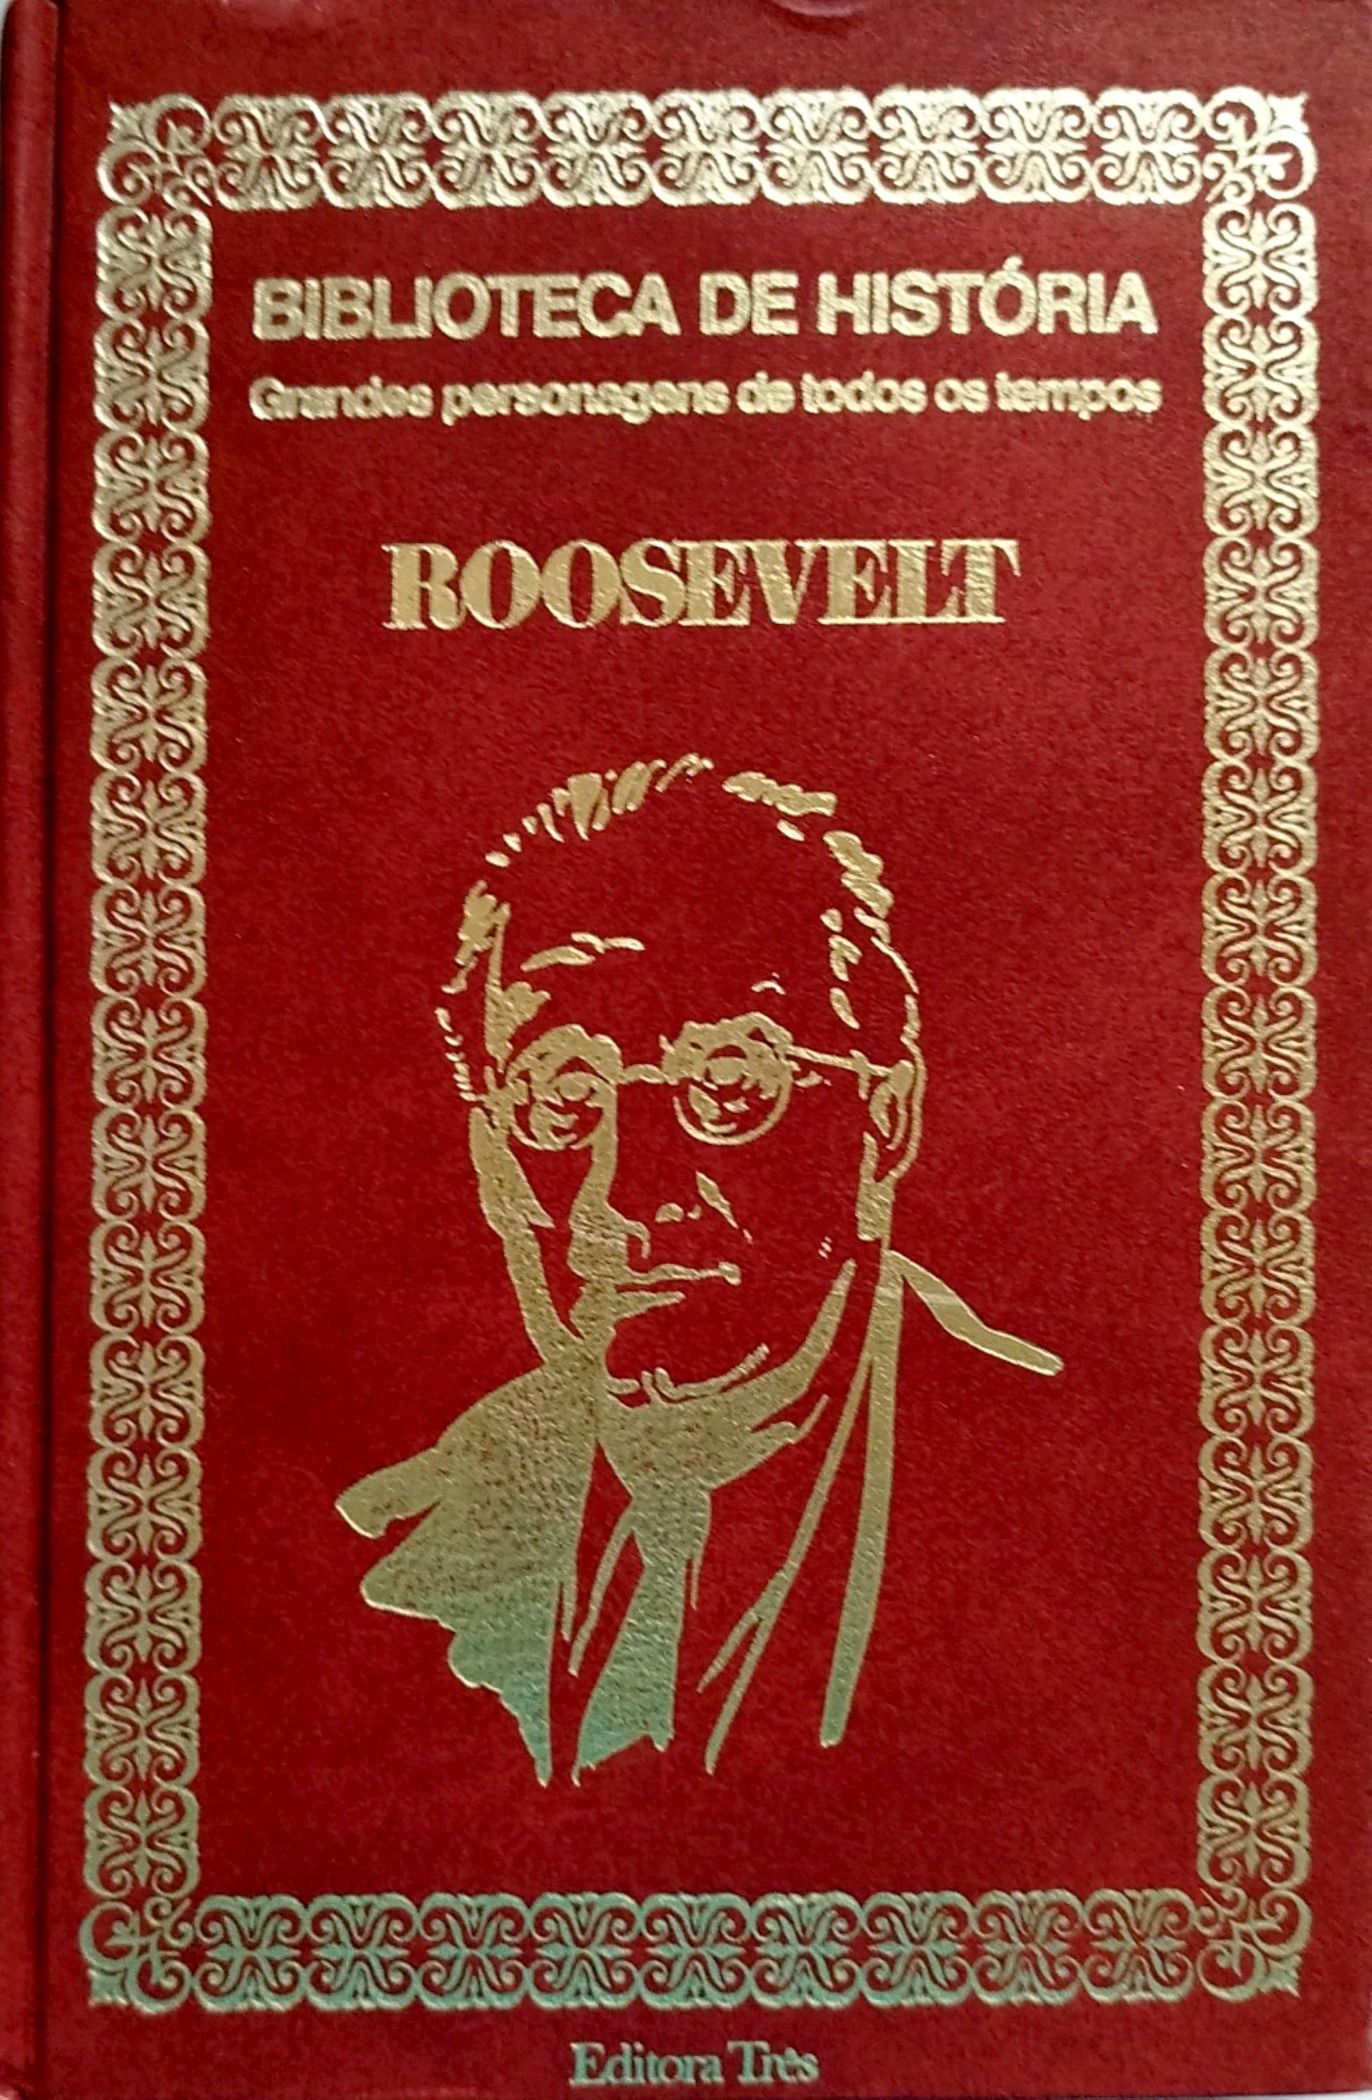 BIBLIOTECA DE HISTÓRIA
Grandes personagens de todos os tempos
ROOSEVELT
Editora Três